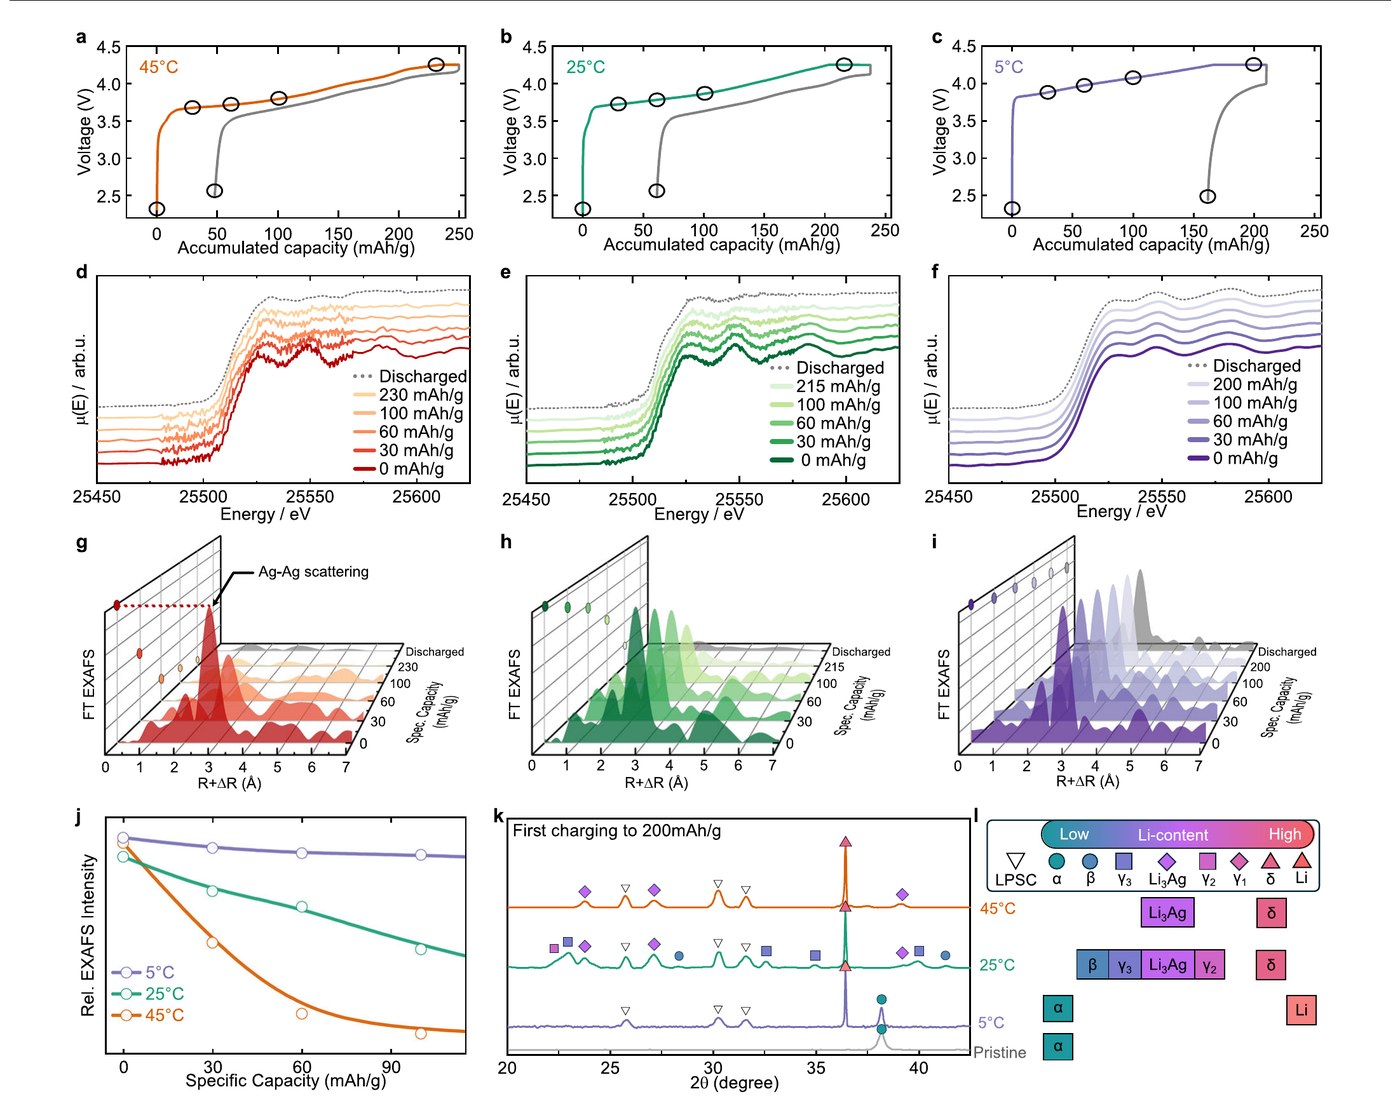 a
45°C
4.5
4.0
3.5
3.0
2.5
Voltage (V)
0 50 100 150 200 250
Accumulated capacity (mAh/g)
b
25°C
4.5
4.0
3.5
3.0
2.5
Voltage (V)
0 50 100 150 200 250
Accumulated capacity (mAh/g)
c
5°C
4.5
4.0
3.5
3.0
2.5
Voltage (V)
0 50 100 150 200 250
Accumulated capacity (mAh/g)
d
μ(E) / arb.u.
Discharged
230 mAh/g
100 mAh/g
60 mAh/g
30 mAh/g
0 mAh/g
25450 25500 25550 25600
Energy / eV
e
μ(E) / arb.u.
Discharged
215 mAh/g
100 mAh/g
60 mAh/g
30 mAh/g
0 mAh/g
25450 25500 25550 25600
Energy / eV
f
μ(E) / arb.u.
Discharged
200 mAh/g
100 mAh/g
60 mAh/g
30 mAh/g
0 mAh/g
25450 25500 25550 25600
Energy / eV
g
Ag-Ag scattering
FT EXAFS
Discharged
230
100
60
30
0
Spec. Capacity
(mAh/g)
0 1 2 3 4 5 6 7
R+ΔR (Å)
h
FT EXAFS
Discharged
215
100
60
30
0
Spec. Capacity
(mAh/g)
0 1 2 3 4 5 6 7
R+ΔR (Å)
i
FT EXAFS
Discharged
200
100
60
30
0
Spec. Capacity
(mAh/g)
0 1 2 3 4 5 6 7
R+ΔR (Å)
j
Rel. EXAFS Intensity
5°C
25°C
45°C
0 30 60 90
Specific Capacity (mAh/g)
k
First charging to 200mAh/g
45°C
25°C
5°C
Pristine
20 25 30 35 40
2θ (degree)
l
Low Li-content High
LPSC α β γ₃ Li₃Ag γ₂ γ₁ δ Li
Li₃Ag δ
β γ₃ Li₃Ag γ₂ δ
α Li
α